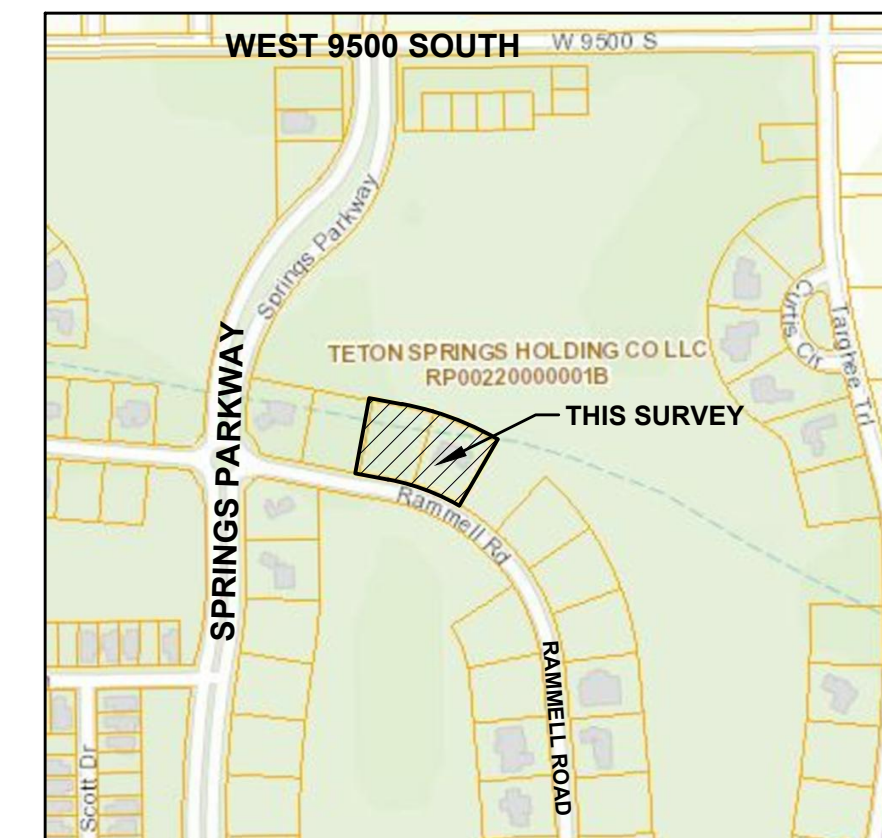 WEST 9500 SOUTH
W 9500 S
Springs Parkway
Curtis Cir
Targhee Trl
TETON SPRINGS HOLDING CO LLC
RP00220000001B
THIS SURVEY
SPRINGS PARKWAY
Rammell Rd
RAMMELL ROAD
Scott Dr